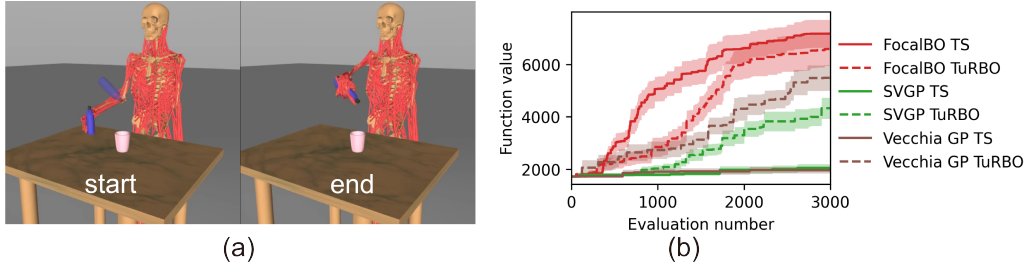 start
end
(a)
Function value
6000
4000
2000
0
1000
2000
3000
Evaluation number
FocalBO TS
FocalBO TuRBO
SVGP TS
SVGP TuRBO
Vecchia GP TS
Vecchia GP TuRBO
(b)